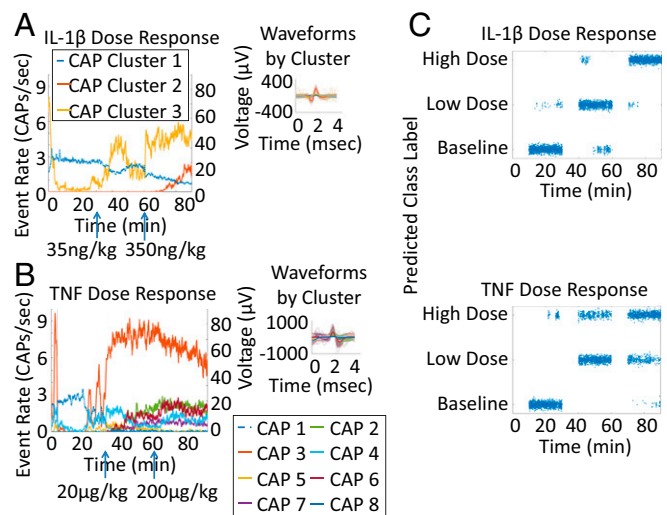 A
IL-1β Dose Response
CAP Cluster 1
CAP Cluster 2
CAP Cluster 3
Event Rate (CAPs/sec)
9
6
3
0
80
60
40
20
0
Voltage (µV)
0 20 40 60 80
Time (min)
35ng/kg 350ng/kg
Waveforms
by Cluster
400
-400
0 2 4
Time (msec)
B
TNF Dose Response
Event Rate (CAPs/sec)
9
6
3
0
80
60
40
20
0
Voltage (µV)
0 20 40 60 80
Time (min)
20µg/kg 200µg/kg
Waveforms
by Cluster
1000
-1000
0 2 4
Time (msec)
CAP 1 CAP 2
CAP 3 CAP 4
CAP 5 CAP 6
CAP 7 CAP 8
C
Predicted Class Label
IL-1β Dose Response
High Dose
Low Dose
Baseline
0 20 40 60 80
Time (min)
TNF Dose Response
High Dose
Low Dose
Baseline
0 20 40 60 80
Time (min)